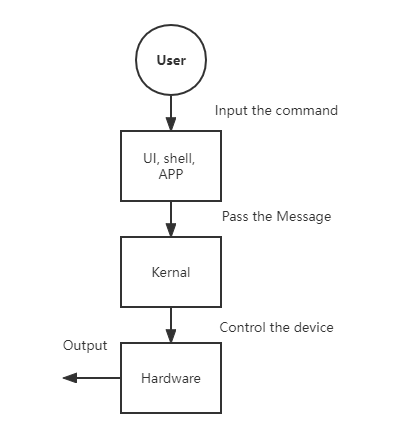 User
Input the command
UI, shell,
APP
Pass the Message
Kernal
Control the device
Output
Hardware